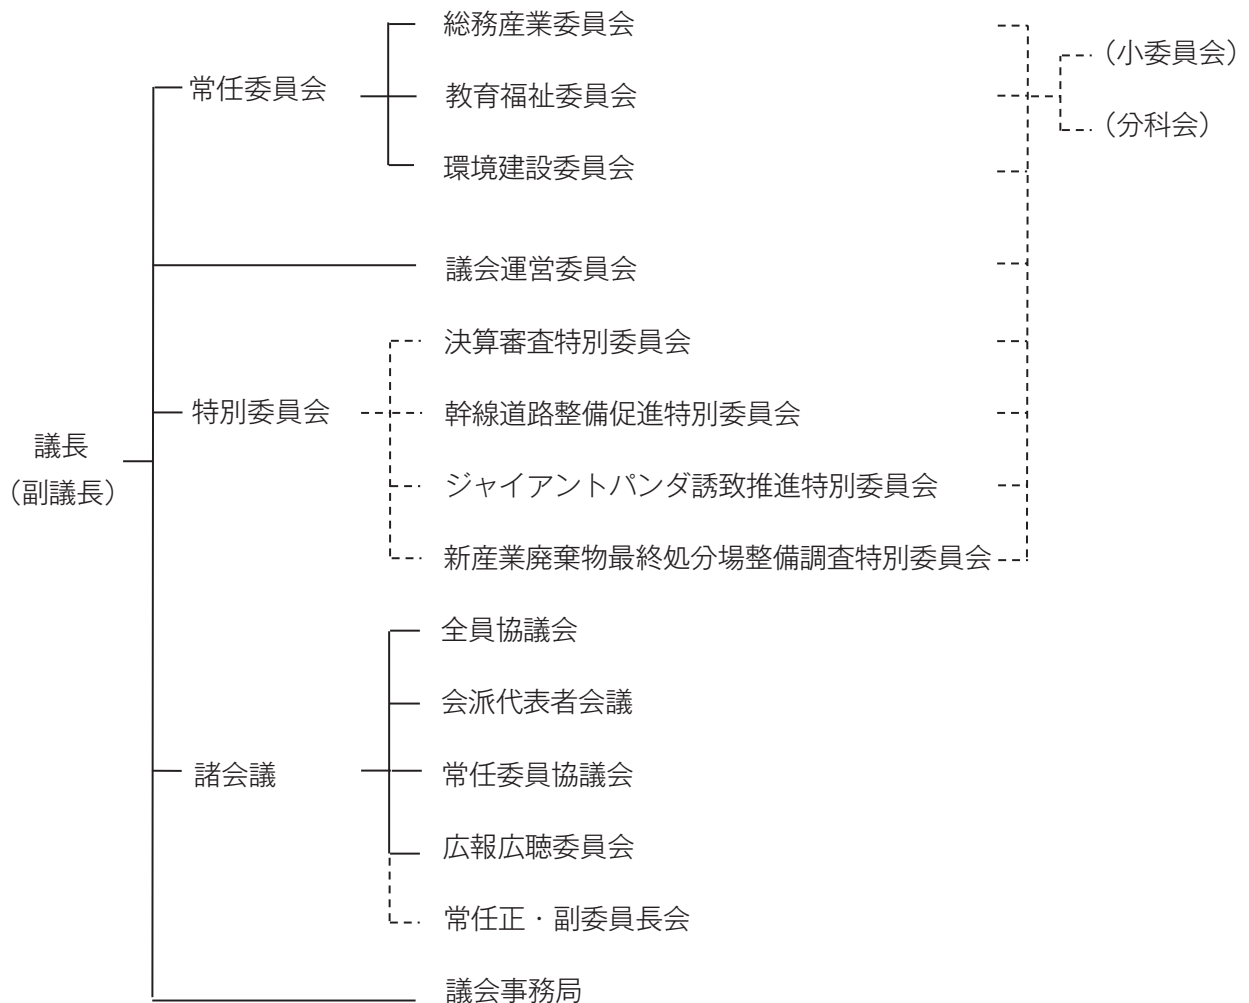 総務産業委員会
（小委員会）
常任委員会
教育福祉委員会
（分科会）
環境建設委員会
議会運営委員会
決算審査特別委員会
特別委員会
幹線道路整備促進特別委員会
議長
（副議長）
ジャイアントパンダ誘致推進特別委員会
新産業廃棄物最終処分場整備調査特別委員会
全員協議会
会派代表者会議
諸会議
常任委員協議会
広報広聴委員会
常任正・副委員長会
議会事務局